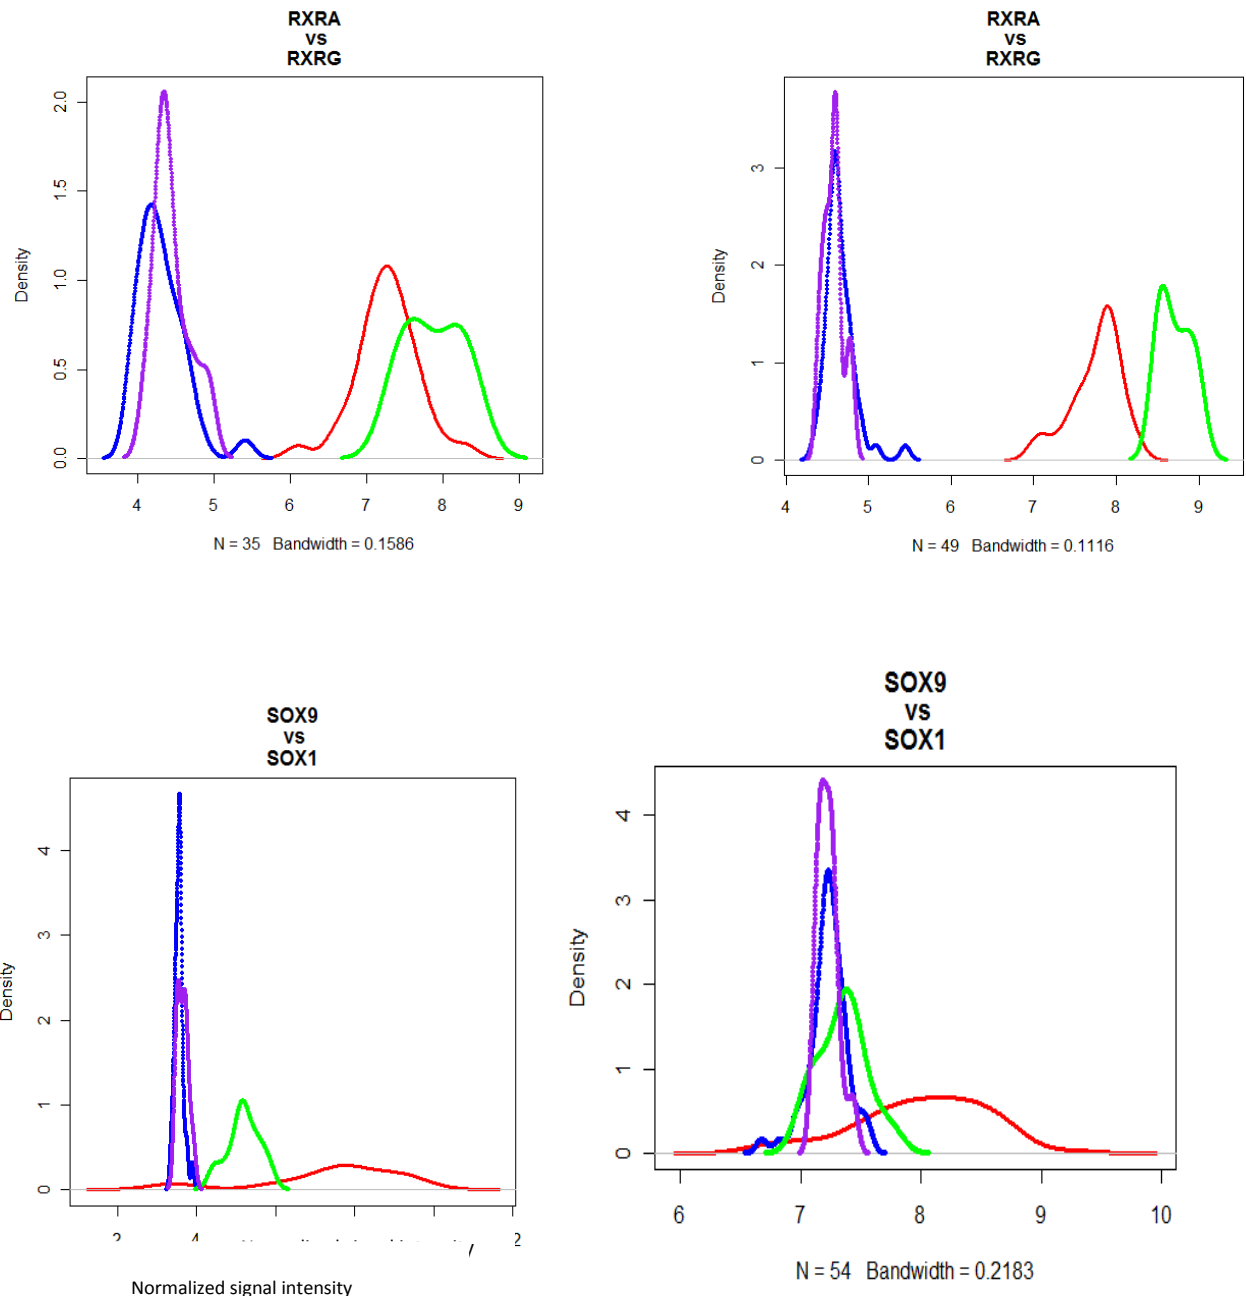 RXRA
vs
RXRG
Density
0.0
0.5
1.0
1.5
2.0
4 5 6 7 8 9
N = 35 Bandwidth = 0.1586
RXRA
vs
RXRG
Density
0
1
2
3
4 5 6 7 8 9
N = 49 Bandwidth = 0.1116
SOX9
vs
SOX1
Density
0
1
2
3
4
2 4 2
Normalized signal intensity
SOX9
vs
SOX1
Density
0
1
2
3
4
6 7 8 9 10
N = 54 Bandwidth = 0.2183